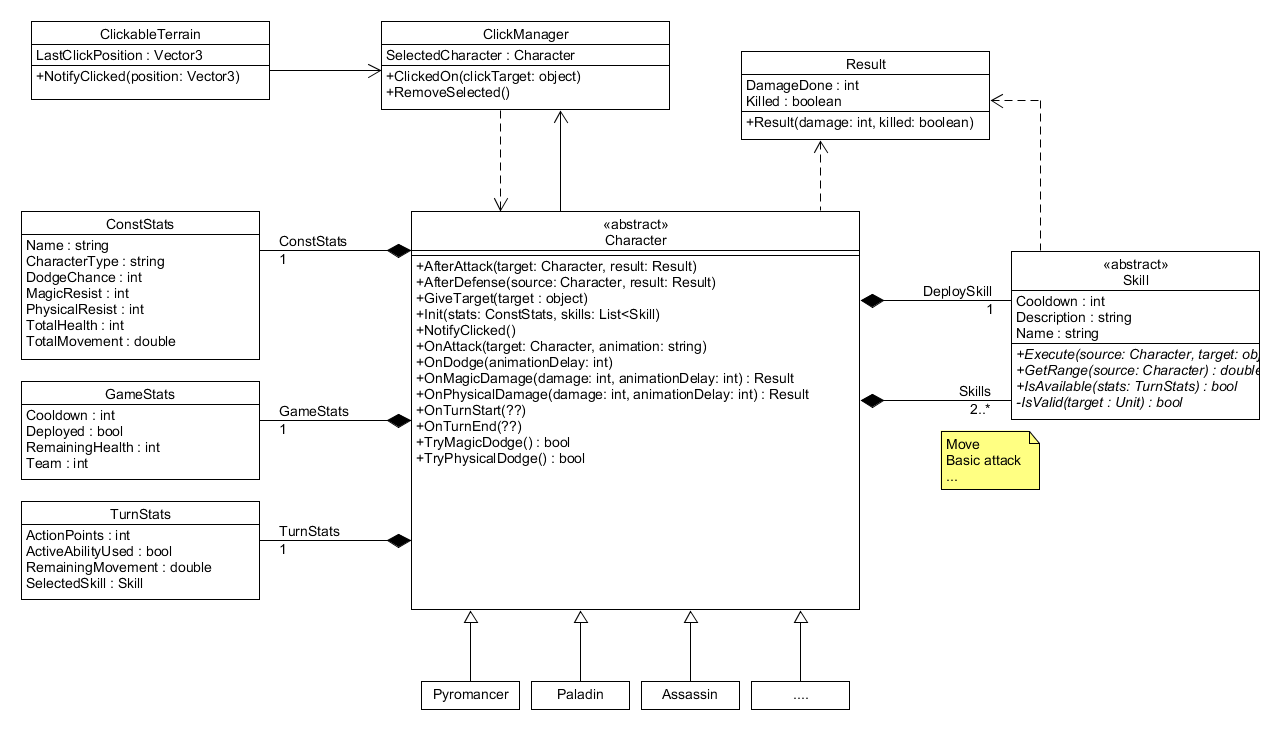 ClickableTerrain
LastClickPosition : Vector3
+NotifyClicked(position: Vector3)
ClickManager
SelectedCharacter : Character
+ClickedOn(clickTarget: object)
+RemoveSelected()
Result
DamageDone : int
Killed : boolean
+Result(damage: int, killed: boolean)
ConstStats
Name : string
CharacterType : string
DodgeChance : int
MagicResist : int
PhysicalResist : int
TotalHealth : int
TotalMovement : double
ConstStats
1
GameStats
Cooldown : int
Deployed : bool
RemainingHealth : int
Team : int
GameStats
1
TurnStats
ActionPoints : int
ActiveAbilityUsed : bool
RemainingMovement : double
SelectedSkill : Skill
TurnStats
1
«abstract»
Character
+AfterAttack(target: Character, result: Result)
+AfterDefense(source: Character, result: Result)
+GiveTarget(target : object)
+Init(stats: ConstStats, skills: List<Skill)
+NotifyClicked()
+OnAttack(target: Character, animation: string)
+OnDodge(animationDelay: int)
+OnMagicDamage(damage: int, animationDelay: int) : Result
+OnPhysicalDamage(damage: int, animationDelay: int) : Result
+OnTurnStart(??)
+OnTurnEnd(??)
+TryMagicDodge() : bool
+TryPhysicalDodge() : bool
DeploySkill
1
Skills
2..*
«abstract»
Skill
Cooldown : int
Description : string
Name : string
+Execute(source: Character, target: obj
+GetRange(source: Character) : double
+IsAvailable(stats: TurnStats) : bool
-IsValid(target : Unit) : bool
Move
Basic attack
...
Pyromancer
Paladin
Assassin
....